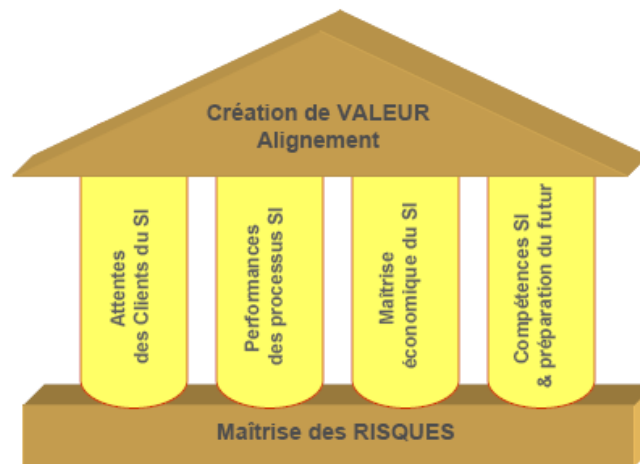 Création de VALEUR
Alignement
Attentes
des Clients du SI
Performances
des processus SI
Maîtrise
économique du SI
Compétences SI
& préparation du futur
Maîtrise des RISQUES